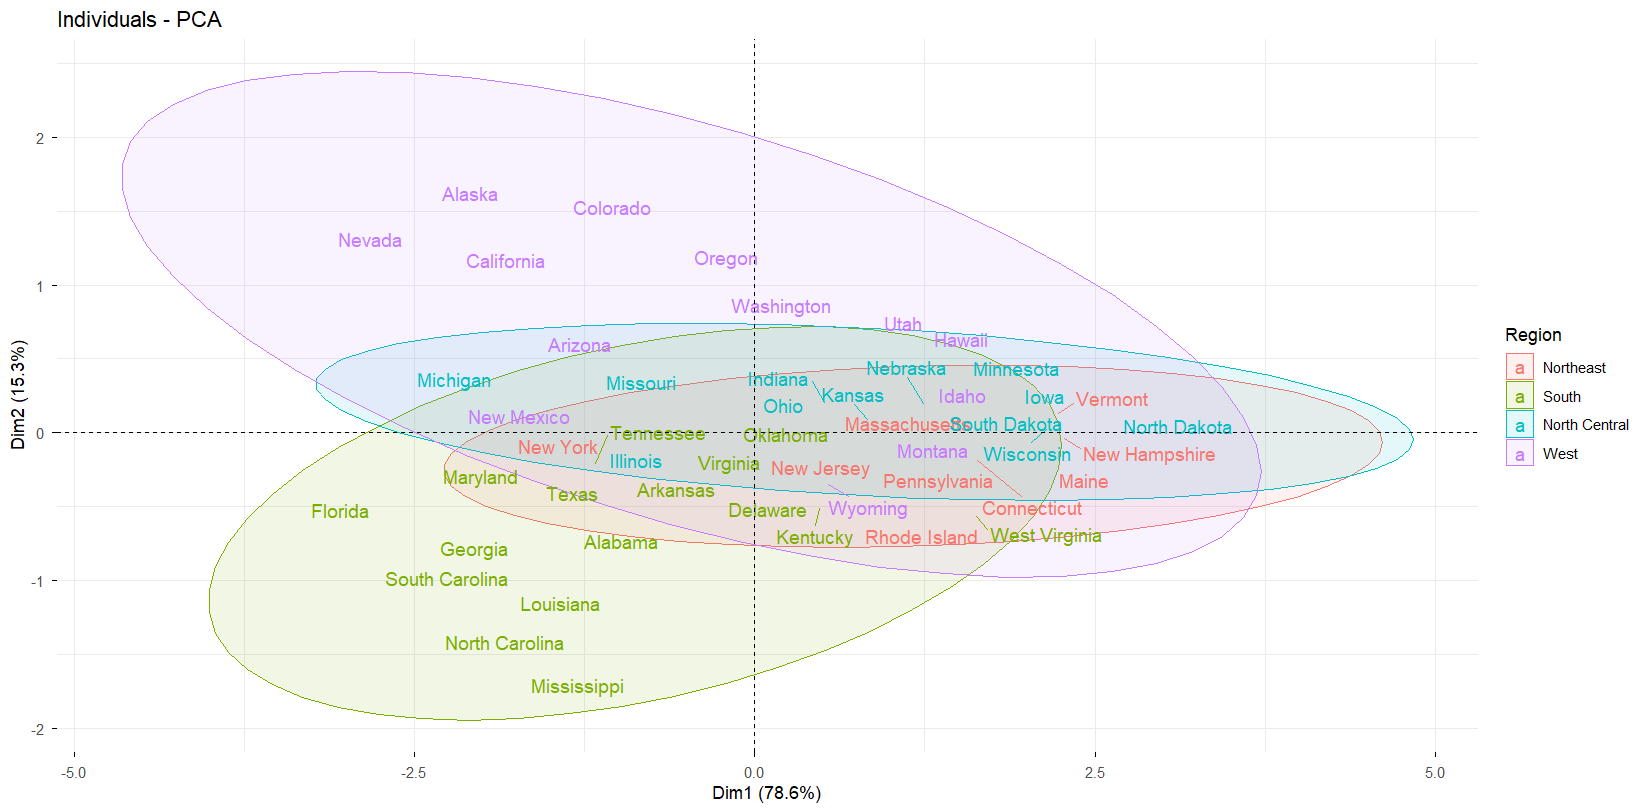 Individuals - PCA
Alaska
Colorado
Nevada
California
Oregon
Washington
Utah
Hawaii
Arizona
Michigan
Missouri
Indiana
Nebraska
Minnesota
Kansas
Idaho
Iowa
Vermont
Ohio
New Mexico
Massachusetts
South Dakota
North Dakota
Tennessee
Oklahoma
New York
Montana
Wisconsin
New Hampshire
Illinois
Virginia
New Jersey
Maryland
Pennsylvania
Maine
Texas
Arkansas
Florida
Delaware
Wyoming
Connecticut
Georgia
Alabama
Kentucky
Rhode Island
West Virginia
South Carolina
Louisiana
North Carolina
Mississippi
2
1
0
-1
-2
Dim2 (15.3%)
-5.0
-2.5
0.0
2.5
5.0
Dim1 (78.6%)
Region
a Northeast
a South
a North Central
a West